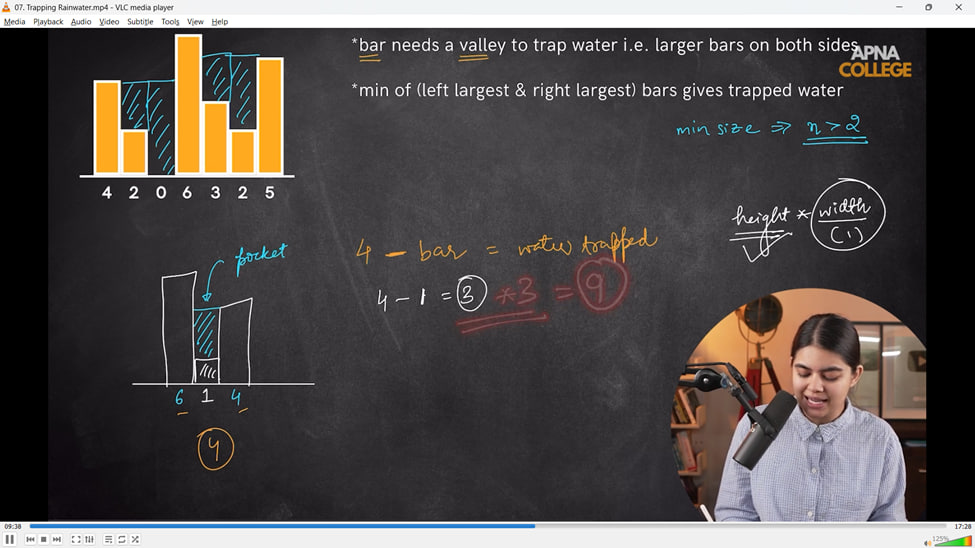 07. Trapping Rainwater.mp4 - VLC media player
Media Playback Audio Video Subtitle Tools View Help
*bar needs a valley to trap water i.e. larger bars on both sides
APNA
COLLEGE
*min of (left largest & right largest) bars gives trapped water
min size => n > 2
4 2 0 6 3 2 5
height * width
(1)
pocket
4 - bar = water trapped
4 - 1 = 3 *3 = 9
6 1 4
4
09:38
17:28
125%